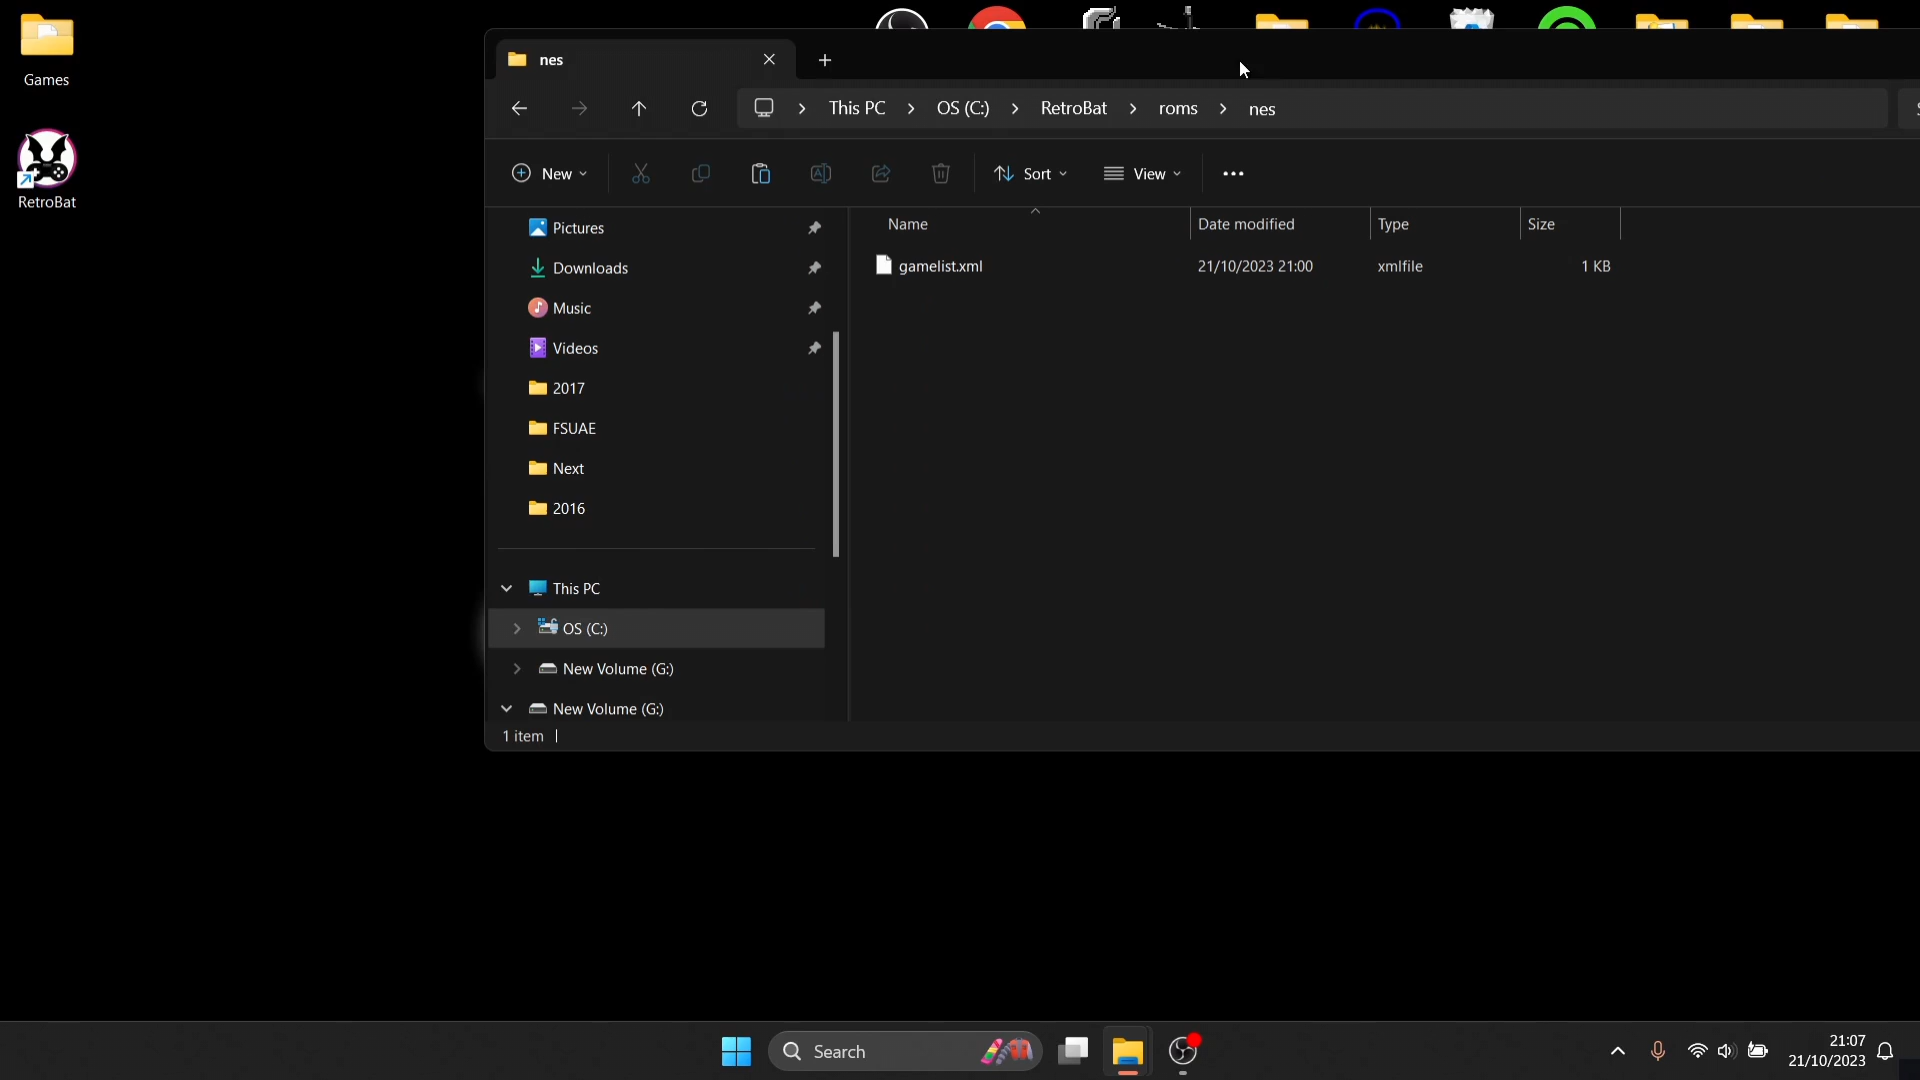 Games
RetroBat
nes
This PC > OS (C:) > RetroBat > roms > nes
New
Sort
View
Name
Date modified
Type
Size
gamelist.xml
21/10/2023 21:00
xmlfile
1 KB
Pictures
Downloads
Music
Videos
2017
FSUAE
Next
2016
This PC
OS (C:)
New Volume (G:)
New Volume (G:)
1 item
Search
21:07
21/10/2023